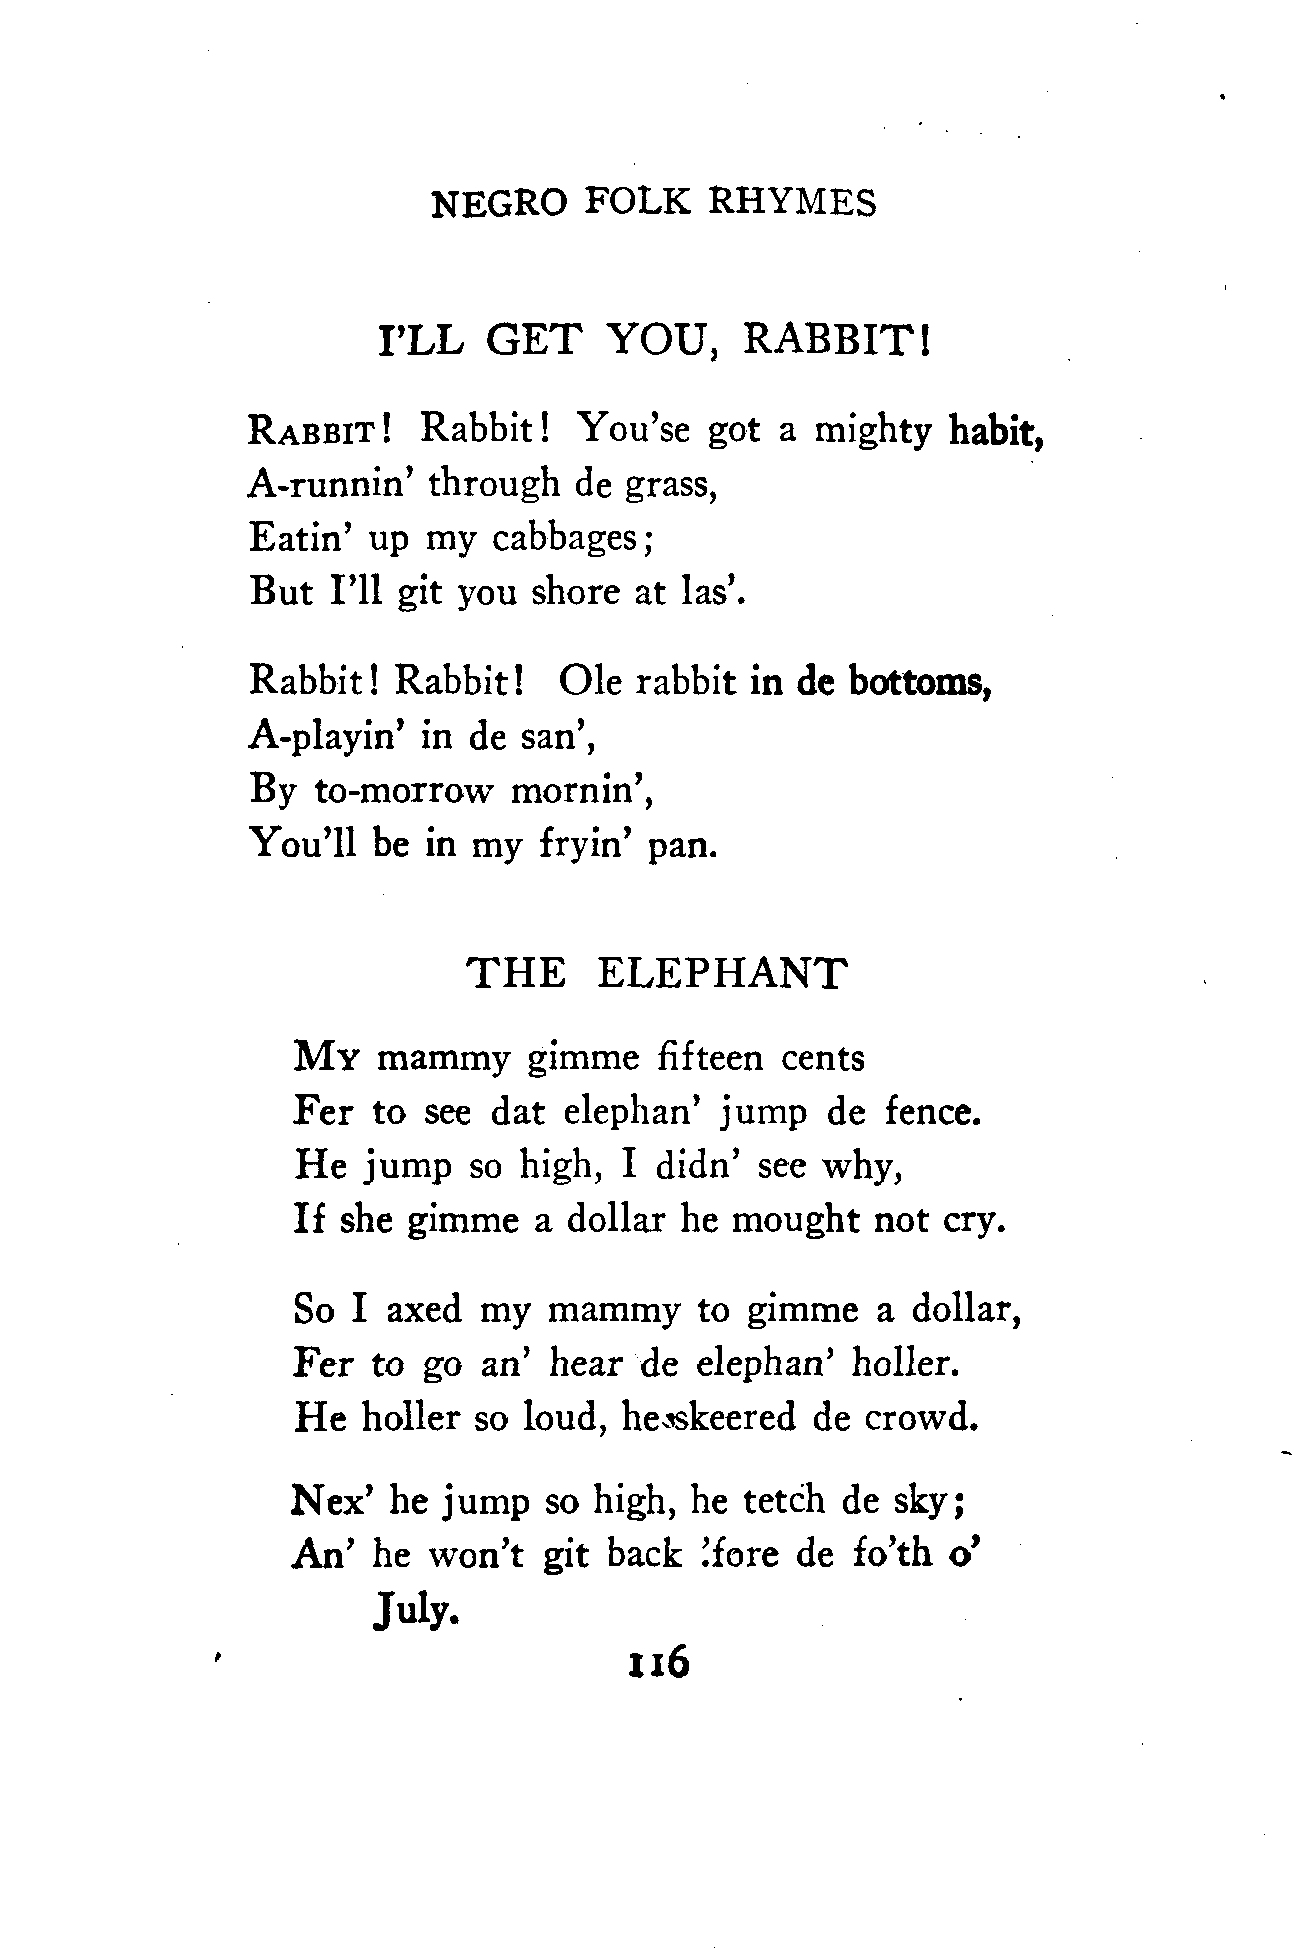 NEGRO FOLK RHYMES
I'LL GET YOU, RABBIT!
RABBIT! Rabbit! You'se got a mighty habit,
A-runnin' through de grass,
Eatin' up my cabbages;
But I'll git you shore at las'.
Rabbit! Rabbit! Ole rabbit in de bottoms,
A-playin' in de san',
By to-morrow mornin',
You'll be in my fryin' pan.
THE ELEPHANT
MY mammy gimme fifteen cents
Fer to see dat elephan' jump de fence.
He jump so high, I didn' see why,
If she gimme a dollar he mought not cry.
So I axed my mammy to gimme a dollar,
Fer to go an' hear de elephan' holler.
He holler so loud, he skeered de crowd.
Nex' he jump so high, he tetch de sky;
An' he won't git back 'fore de fo'th o'
July.
116